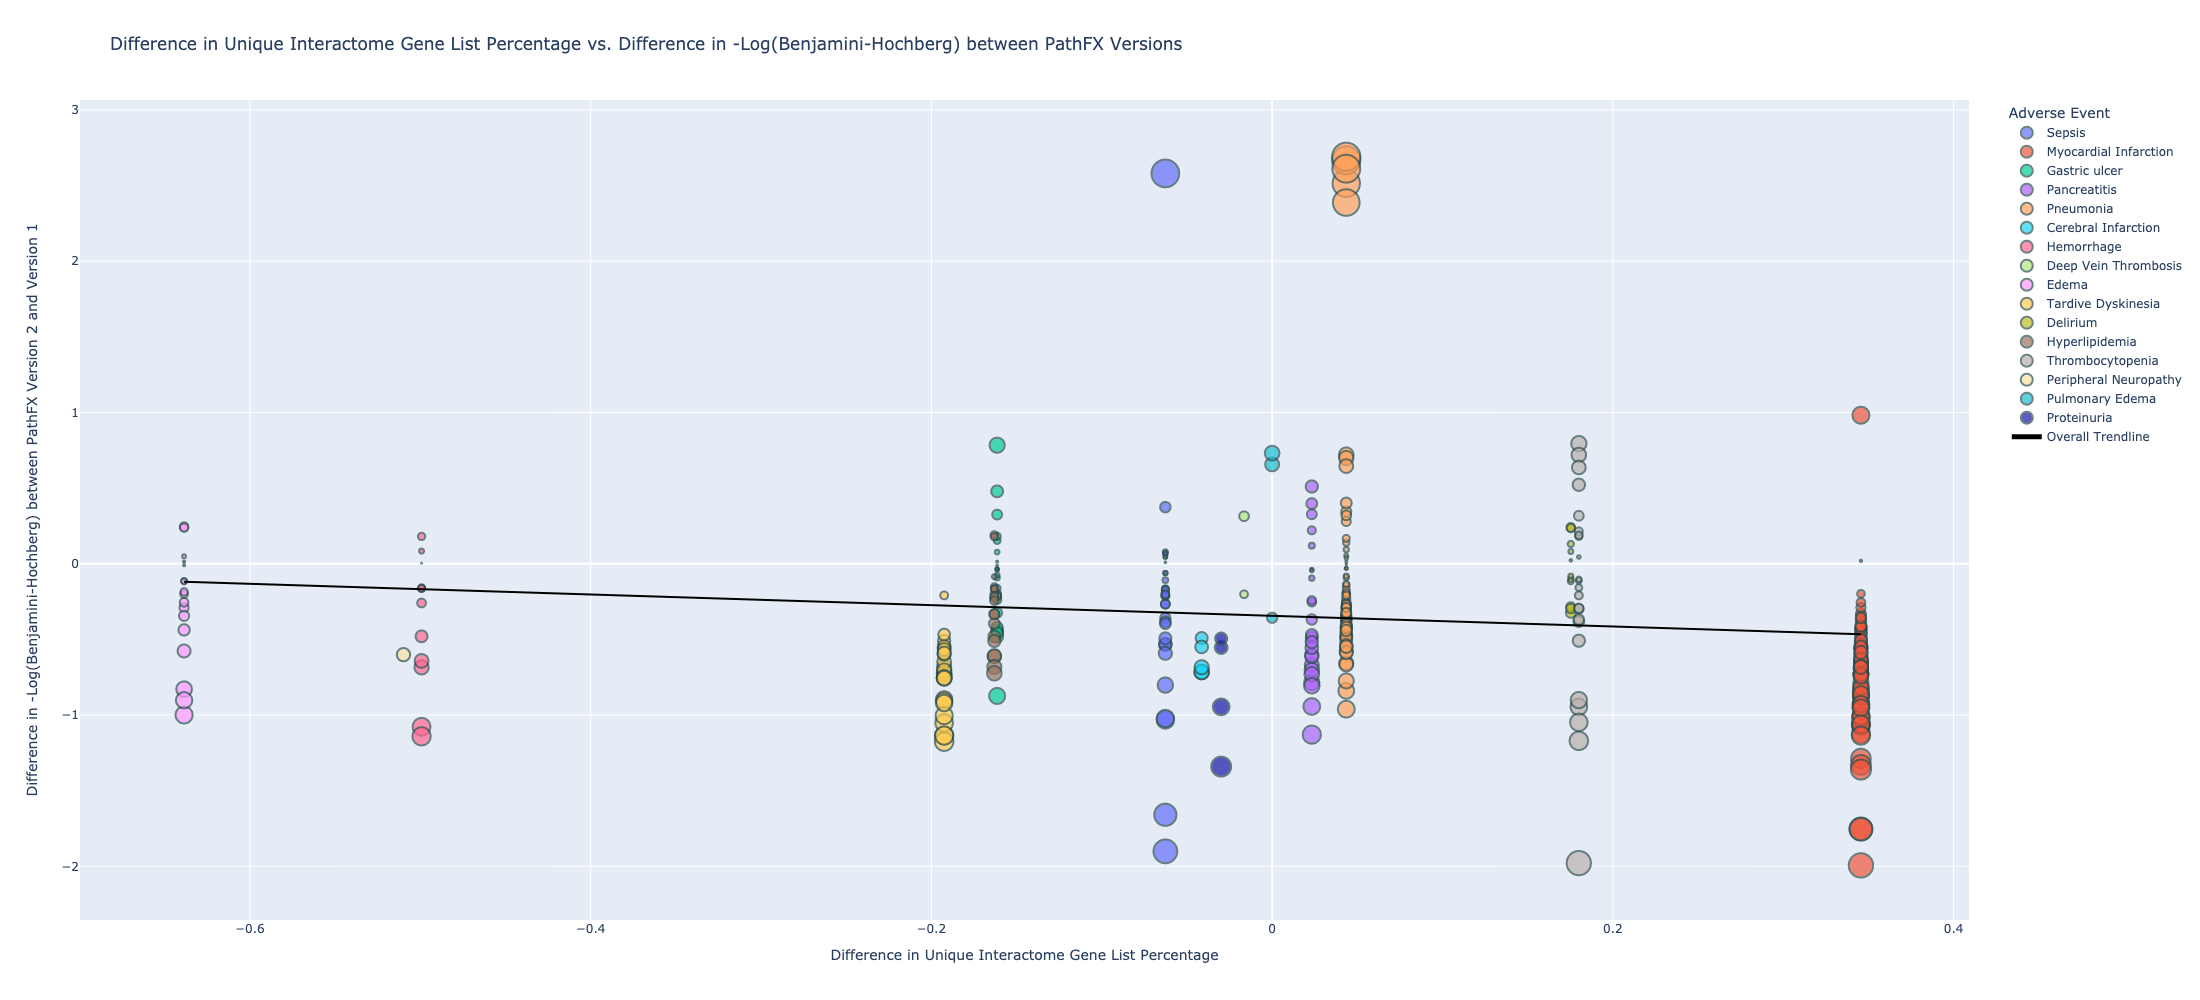 Difference in Unique Interactome Gene List Percentage vs. Difference in -Log(Benjamini-Hochberg) between PathFX Versions
Difference in -Log(Benjamini-Hochberg) between PathFX Version 2 and Version 1
3
2
1
0
−1
−2
−0.6
−0.4
−0.2
0
0.2
0.4
Difference in Unique Interactome Gene List Percentage
Adverse Event
Sepsis
Myocardial Infarction
Gastric ulcer
Pancreatitis
Pneumonia
Cerebral Infarction
Hemorrhage
Deep Vein Thrombosis
Edema
Tardive Dyskinesia
Delirium
Hyperlipidemia
Thrombocytopenia
Peripheral Neuropathy
Pulmonary Edema
Proteinuria
Overall Trendline